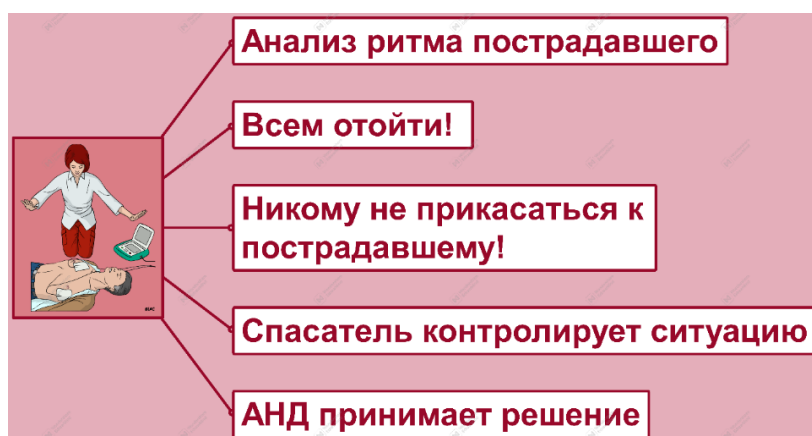 Анализ ритма пострадавшего
Всем отойти!
Никому не прикасаться к
пострадавшему!
Спасатель контролирует ситуацию
АНД принимает решение